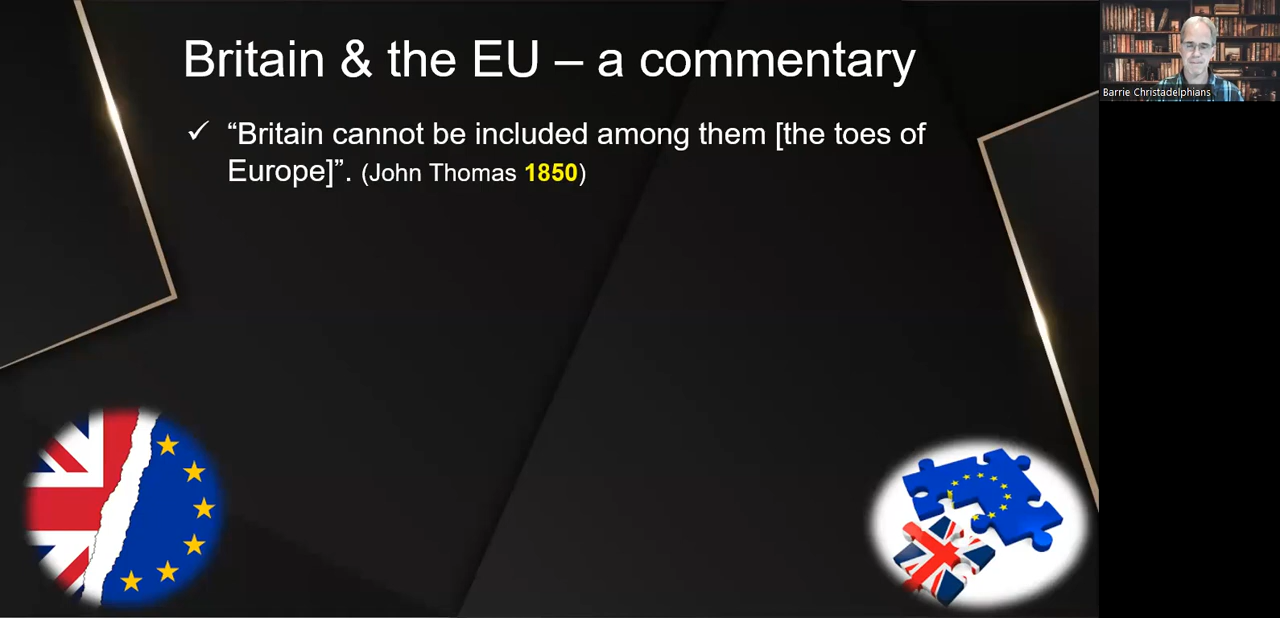 Britain & the EU – a commentary
✓ “Britain cannot be included among them [the toes of
Europe]”. (John Thomas 1850)
Barrie Christadelphians